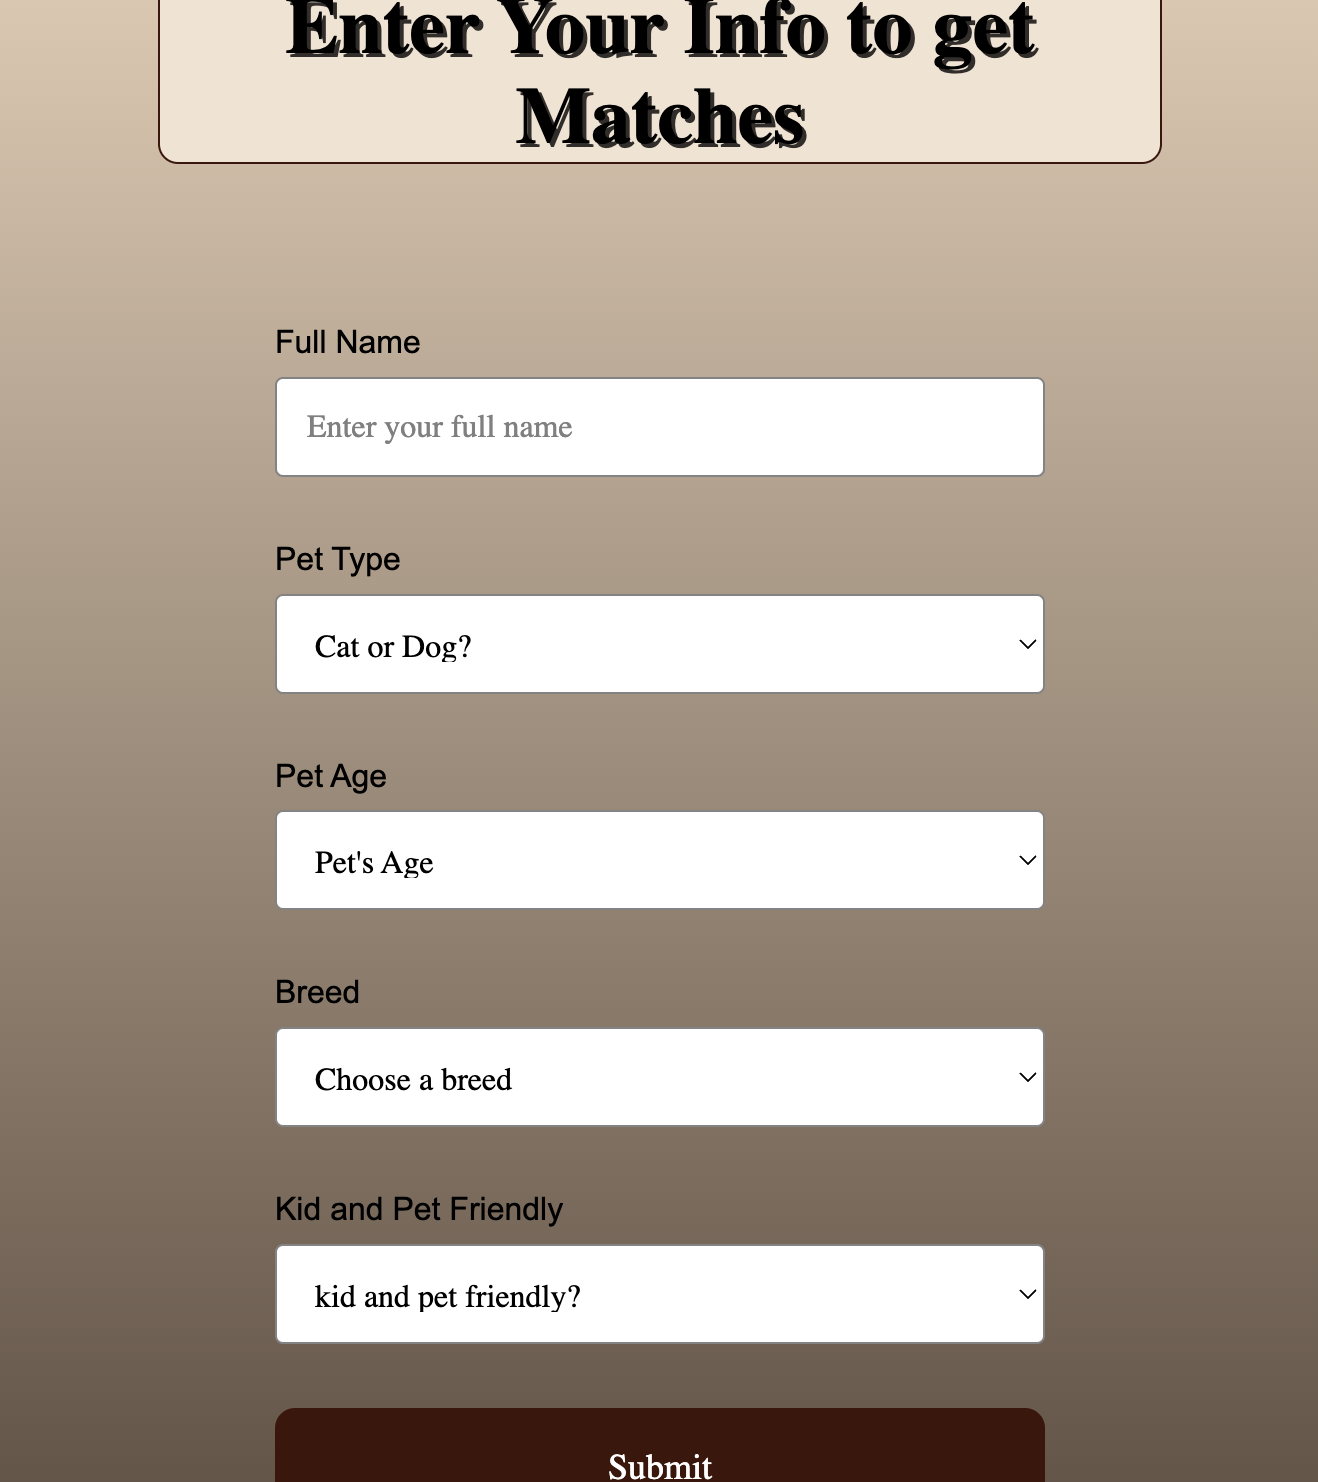 Enter Your Info to get
Matches
Full Name
Enter your full name
Pet Type
Cat or Dog?
Pet Age
Pet's Age
Breed
Choose a breed
Kid and Pet Friendly
kid and pet friendly?
Submit